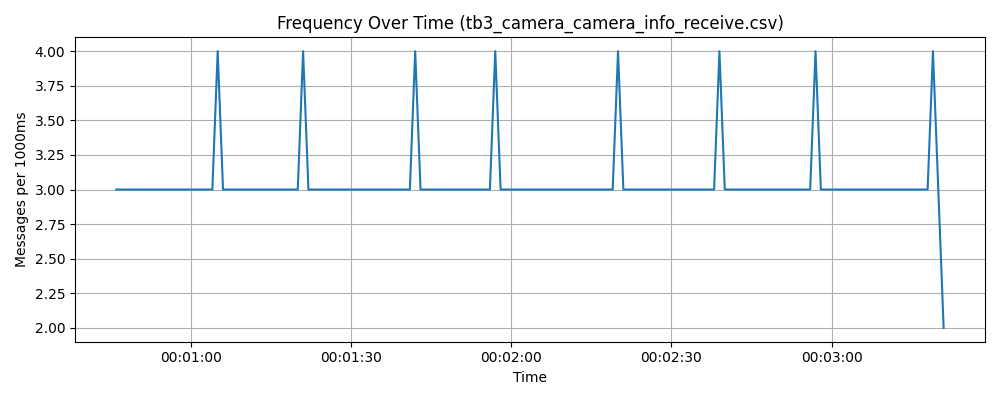 Frequency Over Time (tb3_camera_camera_info_receive.csv)
Messages per 1000ms
4.00
3.75
3.50
3.25
3.00
2.75
2.50
2.25
2.00
00:01:00 00:01:30 00:02:00 00:02:30 00:03:00
Time